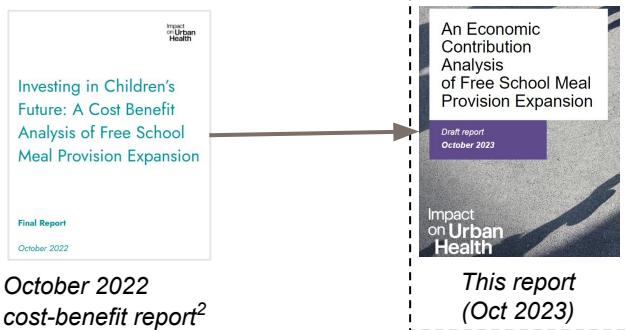 Impact
on Urban
Health
Investing in Children's
Future: A Cost Benefit
Analysis of Free School
Meal Provision Expansion
Final Report
October 2022
October 2022
cost-benefit report2
An Economic
Contribution
Analysis
of Free School Meal
Provision Expansion
Draft report
October 2023
Impact
on Urban
Health
This report
(Oct 2023)